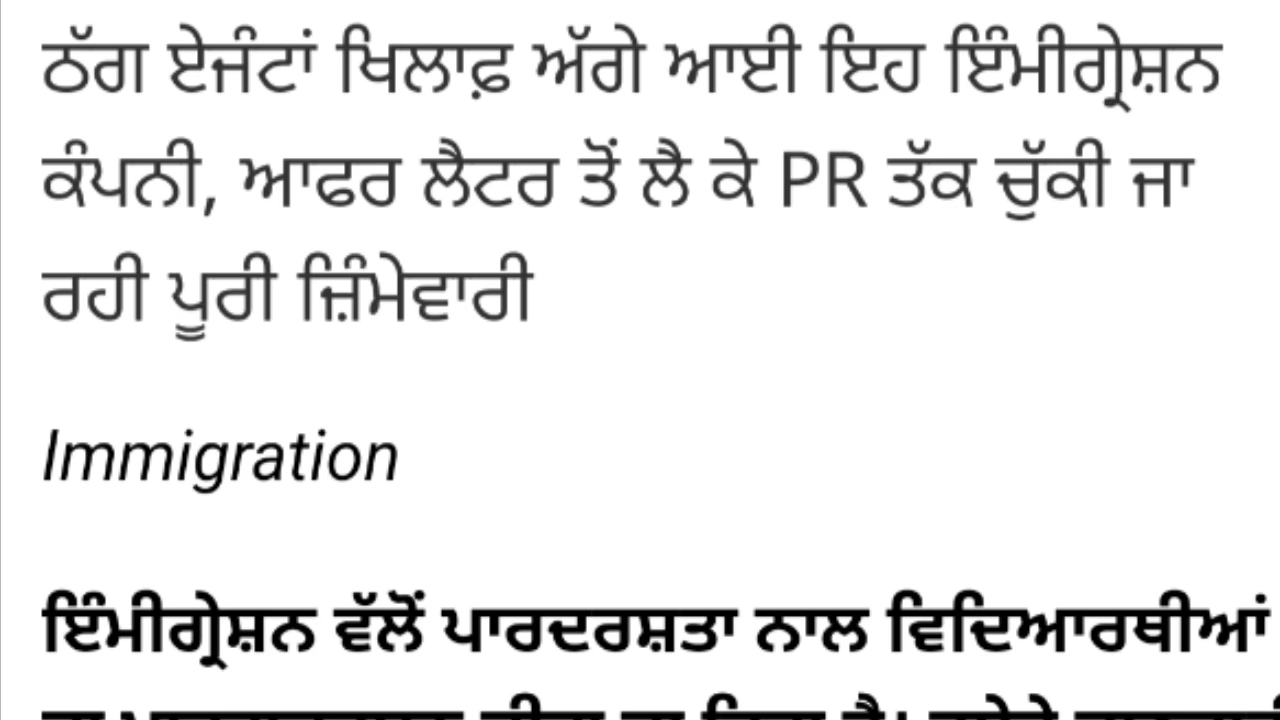 ਠੱਗ ਏਜੰਟਾਂ ਖਿਲਾਫ਼ ਅੱਗੇ ਆਈ ਇਹ ਇੰਮੀਗ੍ਰੇਸ਼ਨ
ਕੰਪਨੀ, ਆਫਰ ਲੈਟਰ ਤੋਂ ਲੈ ਕੇ PR ਤੱਕ ਚੁੱਕੀ ਜਾ
ਰਹੀ ਪੂਰੀ ਜ਼ਿੰਮੇਵਾਰੀ
Immigration
ਇੰਮੀਗ੍ਰੇਸ਼ਨ ਵੱਲੋਂ ਪਾਰਦਰਸ਼ਤਾ ਨਾਲ ਵਿਦਿਆਰਥੀਆਂ